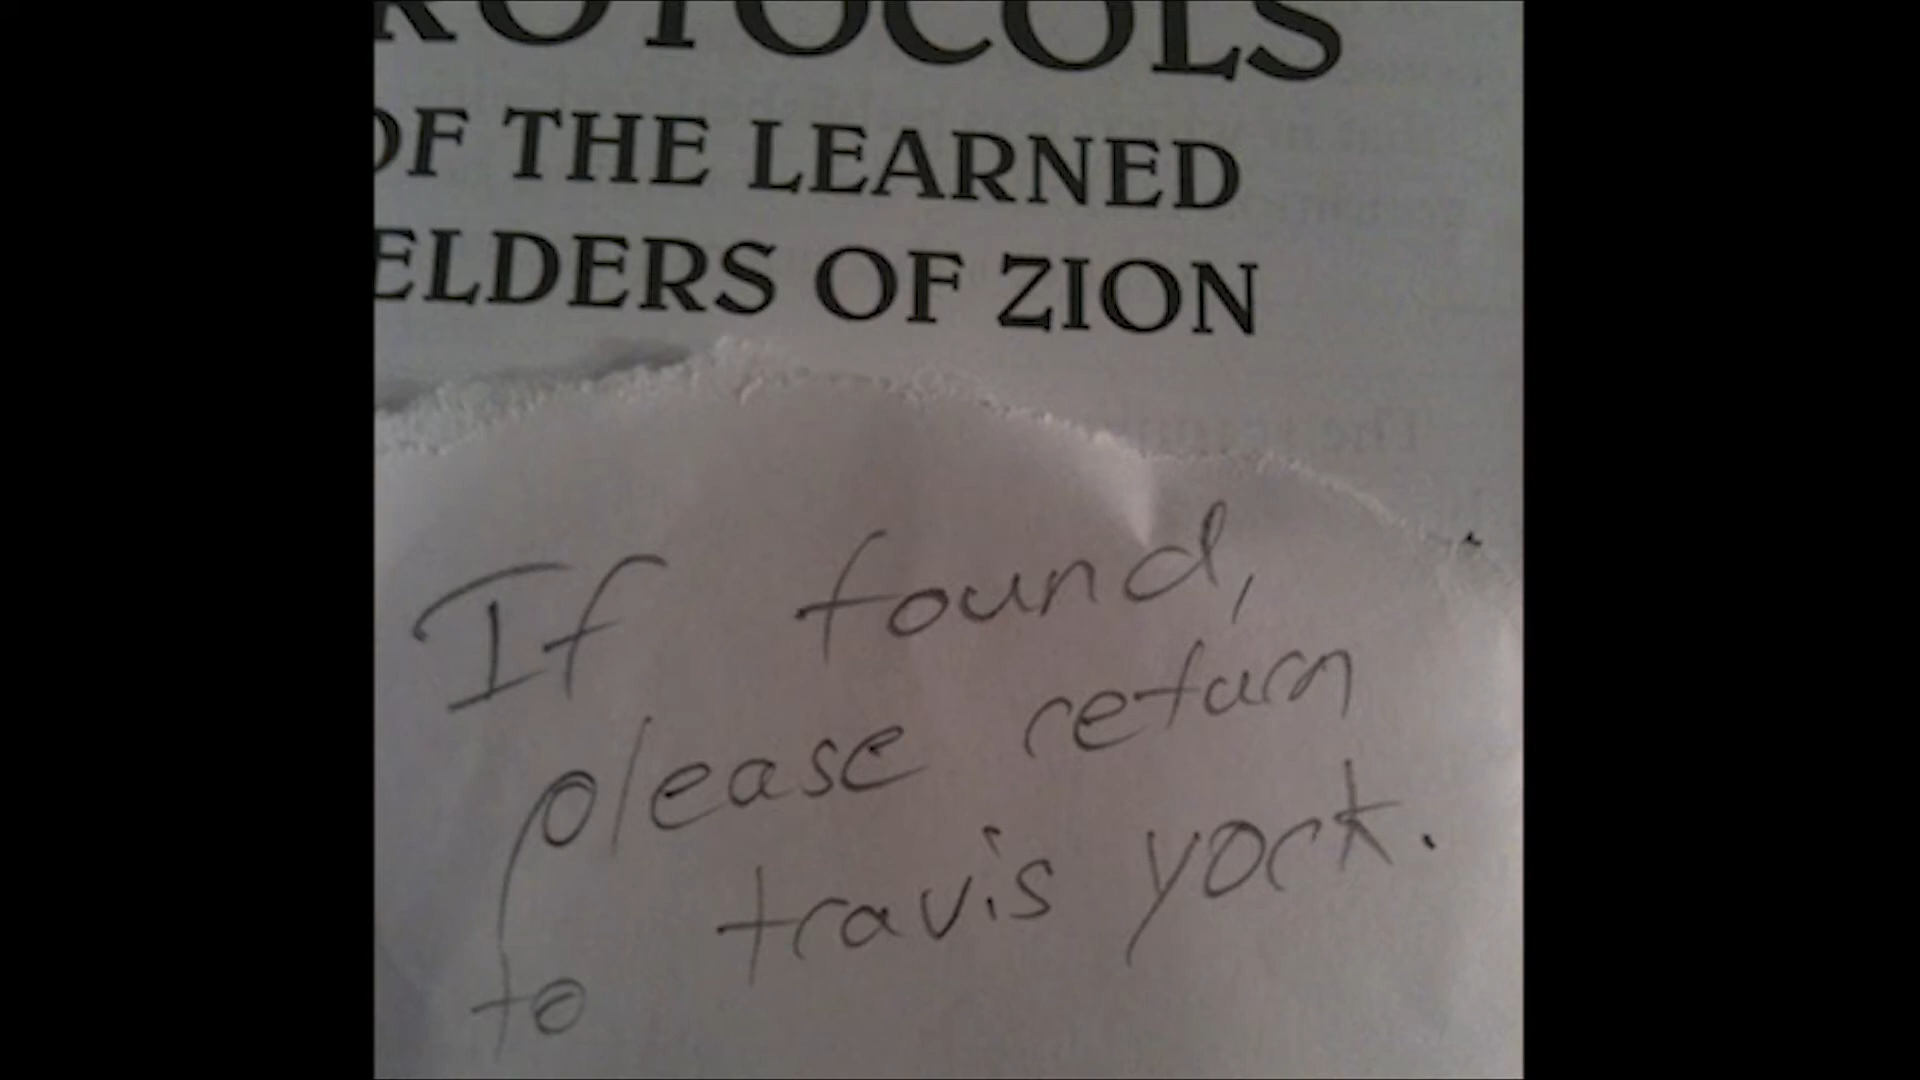 ROTOCOLS
OF THE LEARNED
ELDERS OF ZION
If found,
please return
to travis york.